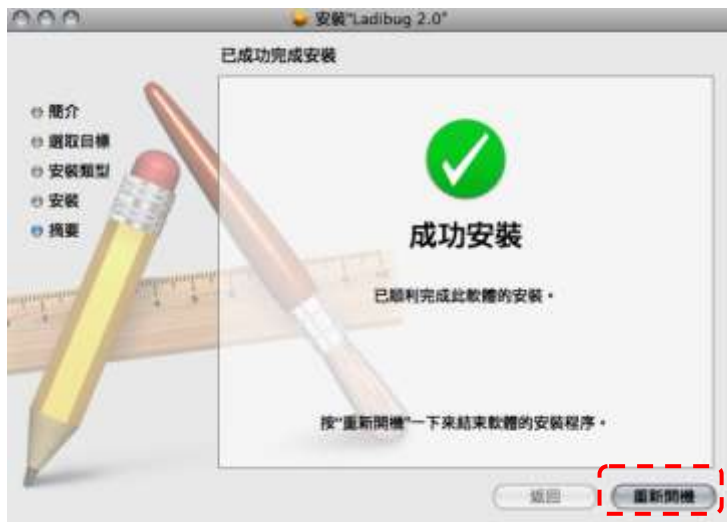 安裝"Ladibug 2.0"
已成功完成安裝
簡介
選取目標
安裝類型
安裝
摘要
成功安裝
已順利完成此軟體的安裝。
按"重新開機"一下來結束軟體的安裝程序。
返回
重新開機